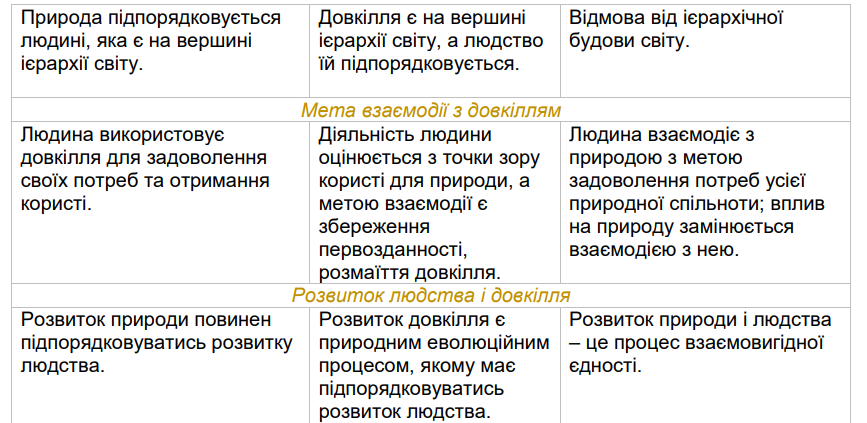 Природа підпорядковується
людині, яка є на вершині
ієрархії світу.
Довкілля є на вершині
ієрархії світу, а людство
їй підпорядковується.
Відмова від ієрархічної
будови світу.
Мета взаємодії з довкіллям
Людина використовує
довкілля для задоволення
своїх потреб та отримання
користі.
Діяльність людини
оцінюється з точки зору
користі для природи, а
метою взаємодії є
збереження
первозданності,
розмаїття довкілля.
Людина взаємодіє з
природою з метою
задоволення потреб усієї
природної спільноти; вплив
на природу замінюється
взаємодією з нею.
Розвиток людства і довкілля
Розвиток природи повинен
підпорядковуватись розвитку
людства.
Розвиток довкілля є
природним еволюційним
процесом, якому має
підпорядковуватись
розвиток людства.
Розвиток природи і людства
– це процес взаємовигідної
єдності.